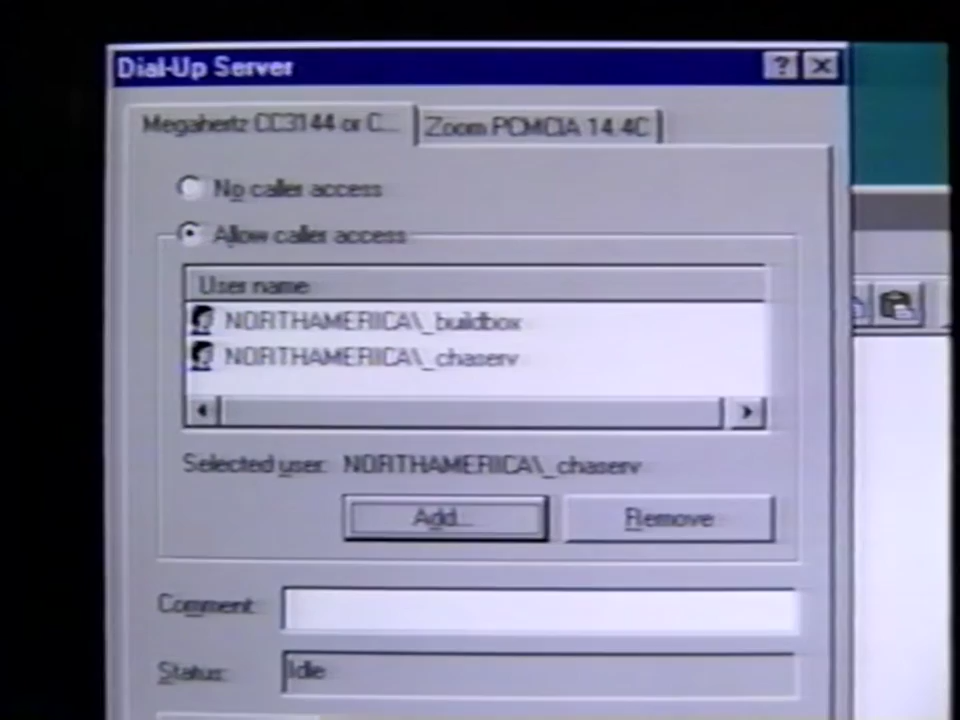 Dial-Up Server
Megahertz CC3144 or C...
Zoom PCMCIA 14.4C
No caller access
Allow caller access
User name
NORTHAMERICA\_buildbox
NORTHAMERICA\_chaserv
Selected user: NORTHAMERICA\_chaserv
Add...
Remove
Comment:
Status:
Idle